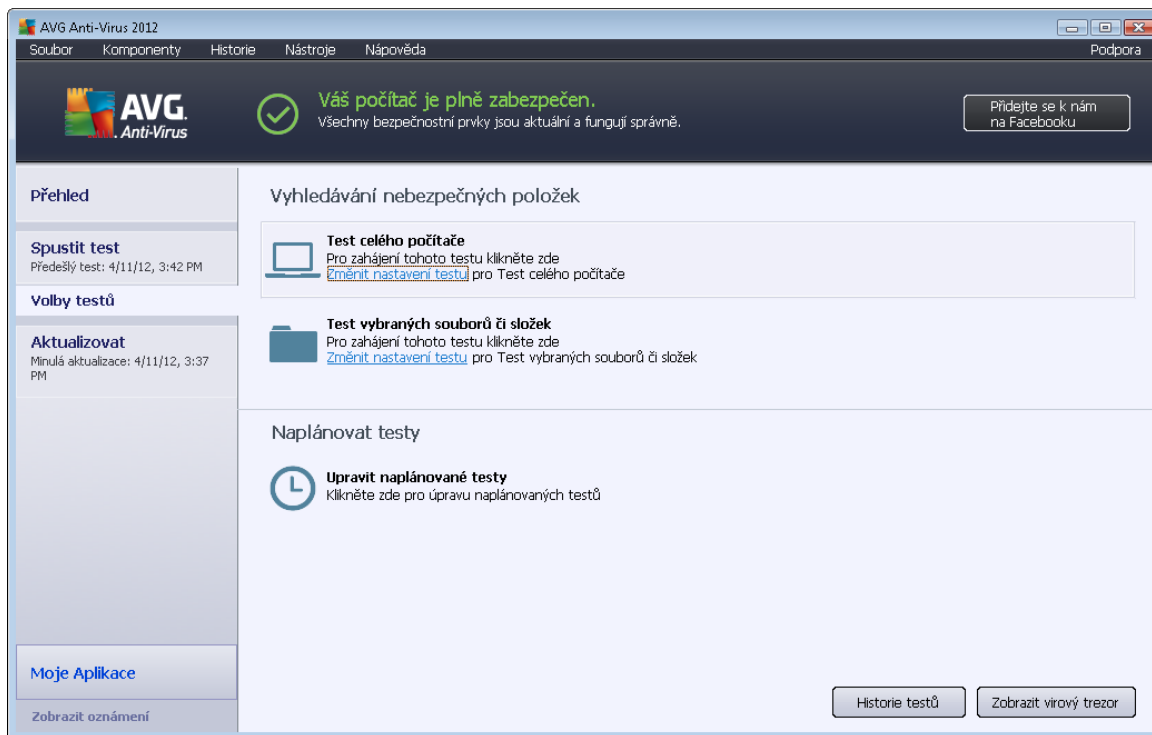 AVG Anti-Virus 2012
Soubor Komponenty Historie Nástroje Nápověda Podpora
AVG.
Anti-Virus
Váš počítač je plně zabezpečen.
Všechny bezpečnostní prvky jsou aktuální a fungují správně.
Přidejte se k nám
na Facebooku
Přehled
Spustit test
Předešlý test: 4/11/12, 3:42 PM
Volby testů
Aktualizovat
Minulá aktualizace: 4/11/12, 3:37
PM
Moje Aplikace
Zobrazit oznámení
Vyhledávání nebezpečných položek
Test celého počítače
Pro zahájení tohoto testu klikněte zde
Změnit nastavení testu pro Test celého počítače
Test vybraných souborů či složek
Pro zahájení tohoto testu klikněte zde
Změnit nastavení testu pro Test vybraných souborů či složek
Naplánovat testy
Upravit naplánované testy
Klikněte zde pro úpravu naplánovaných testů
Historie testů
Zobrazit virový trezor